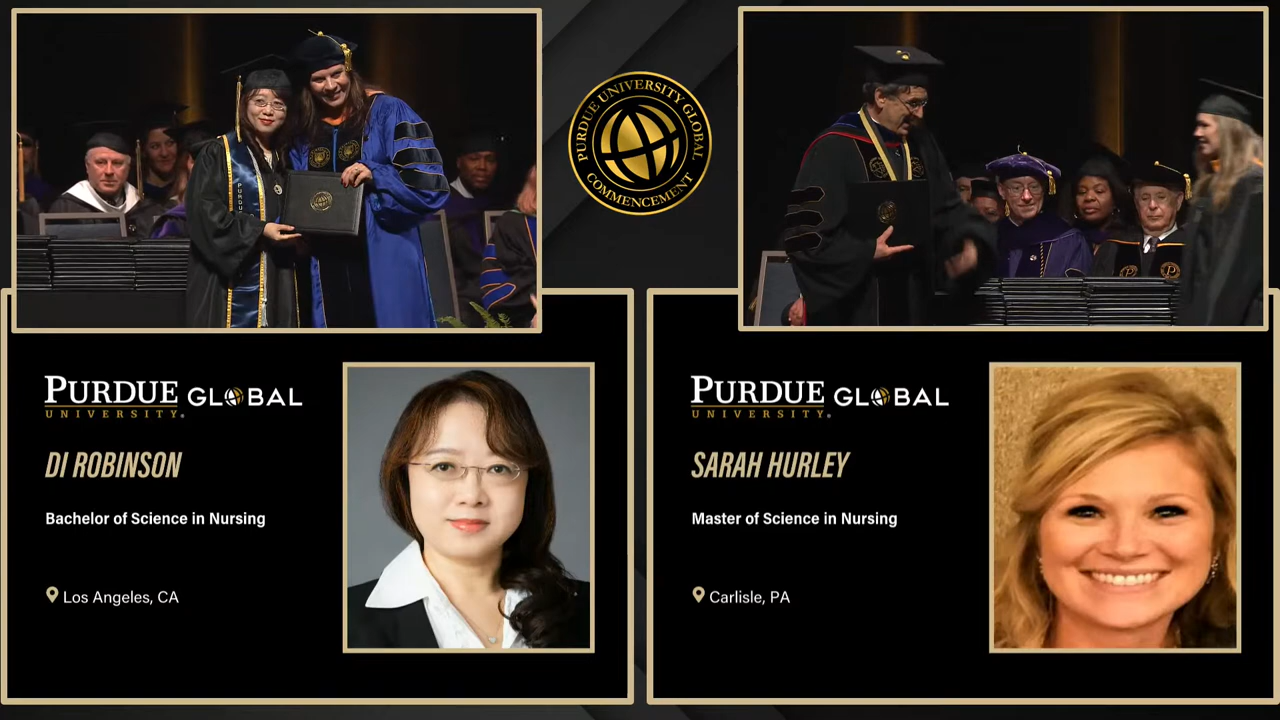 PURDUE UNIVERSITY GLOBAL
COMMENCEMENT
PURDUE GLOBAL
UNIVERSITY®
DI ROBINSON
Bachelor of Science in Nursing
Los Angeles, CA
PURDUE GLOBAL
UNIVERSITY®
SARAH HURLEY
Master of Science in Nursing
Carlisle, PA